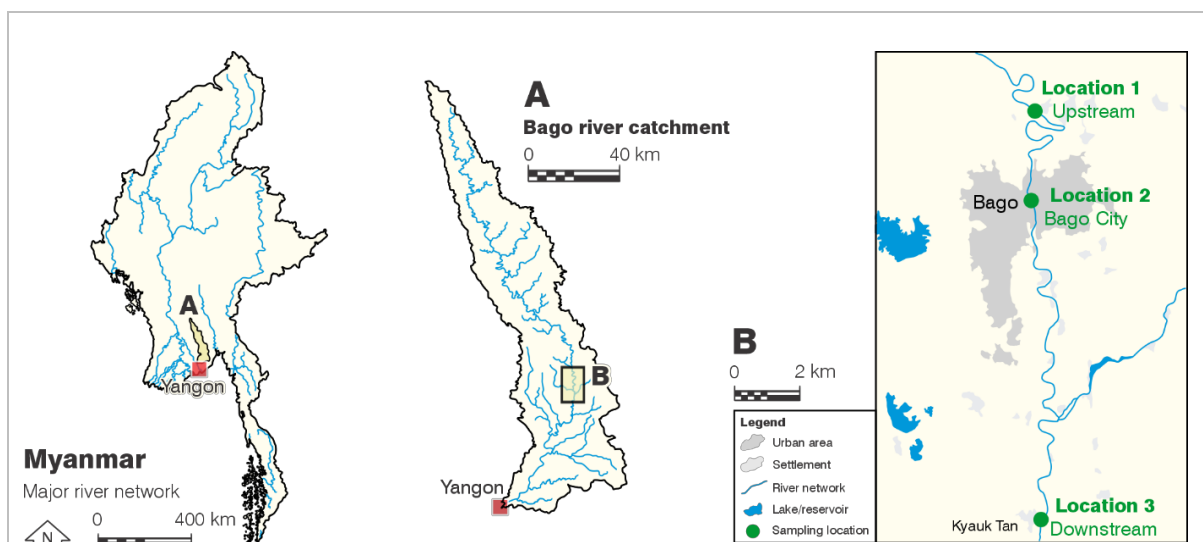 Myanmar
Major river network
0 400 km
N
A
Yangon
A
Bago river catchment
0 40 km
B
Yangon
B
0 2 km
Legend
Urban area
Settlement
River network
Lake/reservoir
Sampling location
Location 1
Upstream
Bago
Location 2
Bago City
Location 3
Kyauk Tan
Downstream